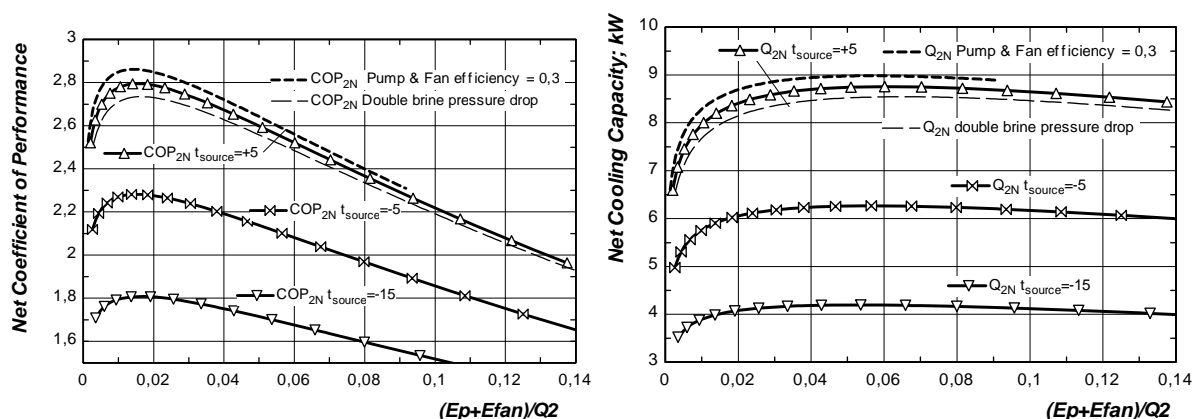 Net Coefficient of Performance
3
2,8
2,6
2,4
2,2
2
1,8
1,6
COP2N Pump & Fan efficiency = 0,3
COP2N Double brine pressure drop
COP2N tsource=+5
COP2N tsource=-5
COP2N tsource=-15
0 0,02 0,04 0,06 0,08 0,1 0,12 0,14
(Ep+Efan)/Q2
Net Cooling Capacity; kW
10
9
8
7
6
5
4
3
Q2N tsource=+5
Q2N Pump & Fan efficiency = 0,3
Q2N double brine pressure drop
Q2N tsource=-5
Q2N tsource=-15
0 0,02 0,04 0,06 0,08 0,1 0,12 0,14
(Ep+Efan)/Q2